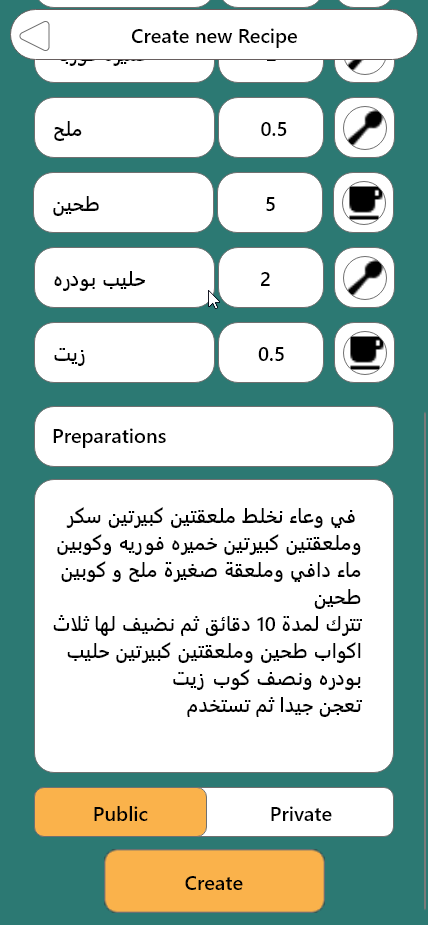 Create new Recipe
ملح
0.5
طحين
5
حليب بودره
2
زيت
0.5
Preparations
في وعاء نخلط ملعقتين كبيرتين سكر
وملعقتين كبيرتين خميره فوريه وكوبين
ماء دافي وملعقة صغيرة ملح و كوبين
طحين
تترك لمدة 10 دقائق ثم نضيف لها ثلاث
اكواب طحين وملعقتين كبيرتين حليب
بودره ونصف كوب زيت
تعجن جيدا ثم تستخدم
Public
Private
Create